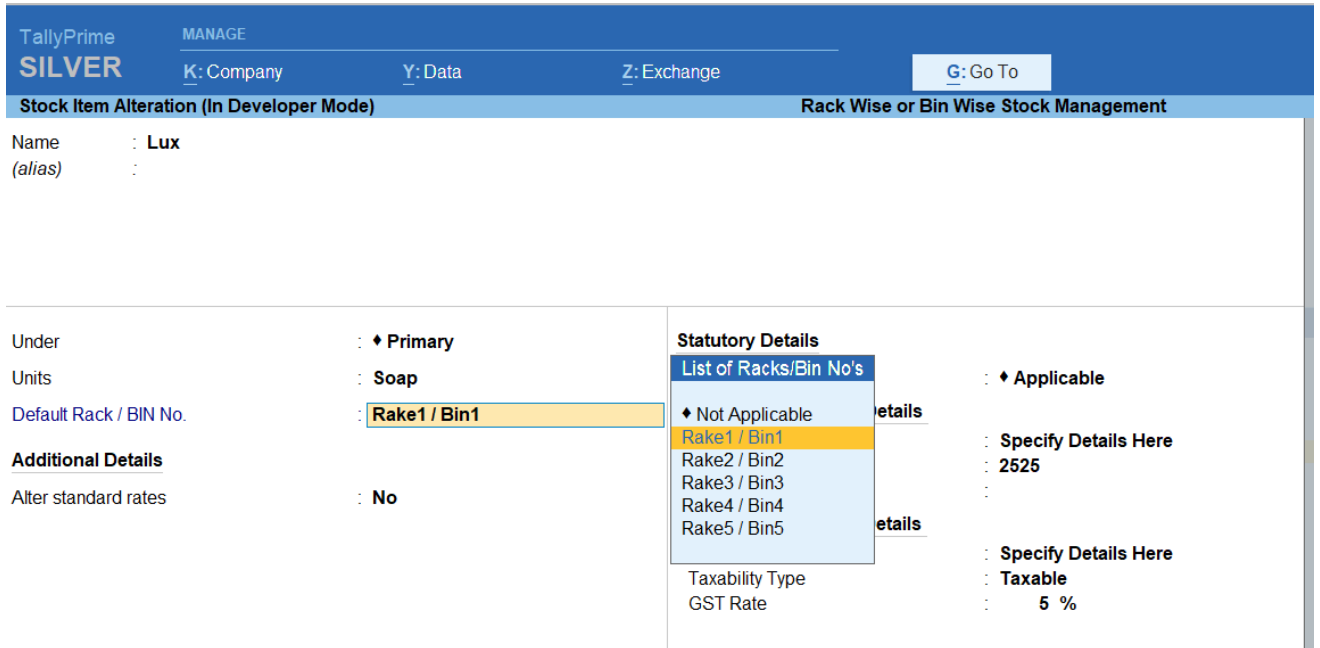 TallyPrime
MANAGE
SILVER
K: Company
Y: Data
Z: Exchange
G: Go To
Stock Item Alteration (In Developer Mode)
Rack Wise or Bin Wise Stock Management
Name : Lux
(alias) :
Under : ♦ Primary
Units : Soap
Default Rack / BIN No. : Rake1 / Bin1
Additional Details
Alter standard rates : No
Statutory Details
List of Racks/Bin No's
♦ Not Applicable
Rake1 / Bin1
Rake2 / Bin2
Rake3 / Bin3
Rake4 / Bin4
Rake5 / Bin5
: ♦ Applicable
etails
: Specify Details Here
: 2525
:
etails
: Specify Details Here
Taxability Type : Taxable
GST Rate : 5 %